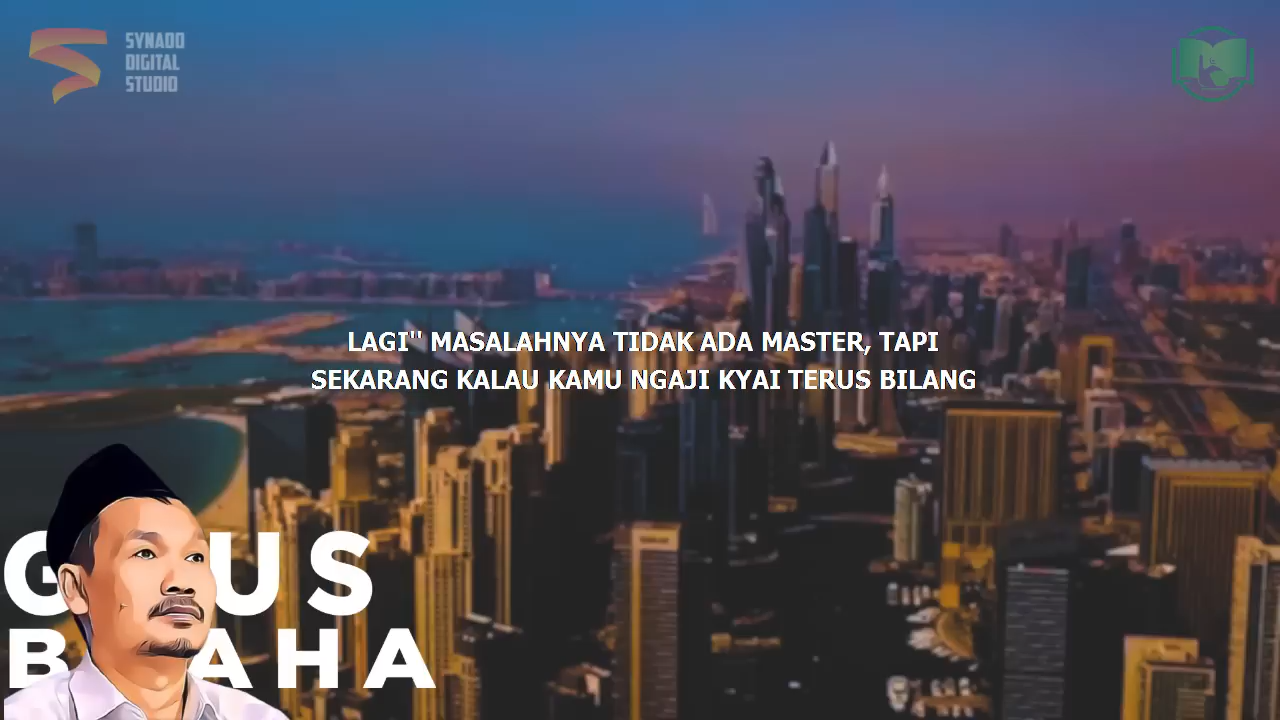 SYNADO
DIGITAL
STUDIO
LAGI'' MASALAHNYA TIDAK ADA MASTER, TAPI
SEKARANG KALAU KAMU NGAJI KYAI TERUS BILANG
GUS
BAHA